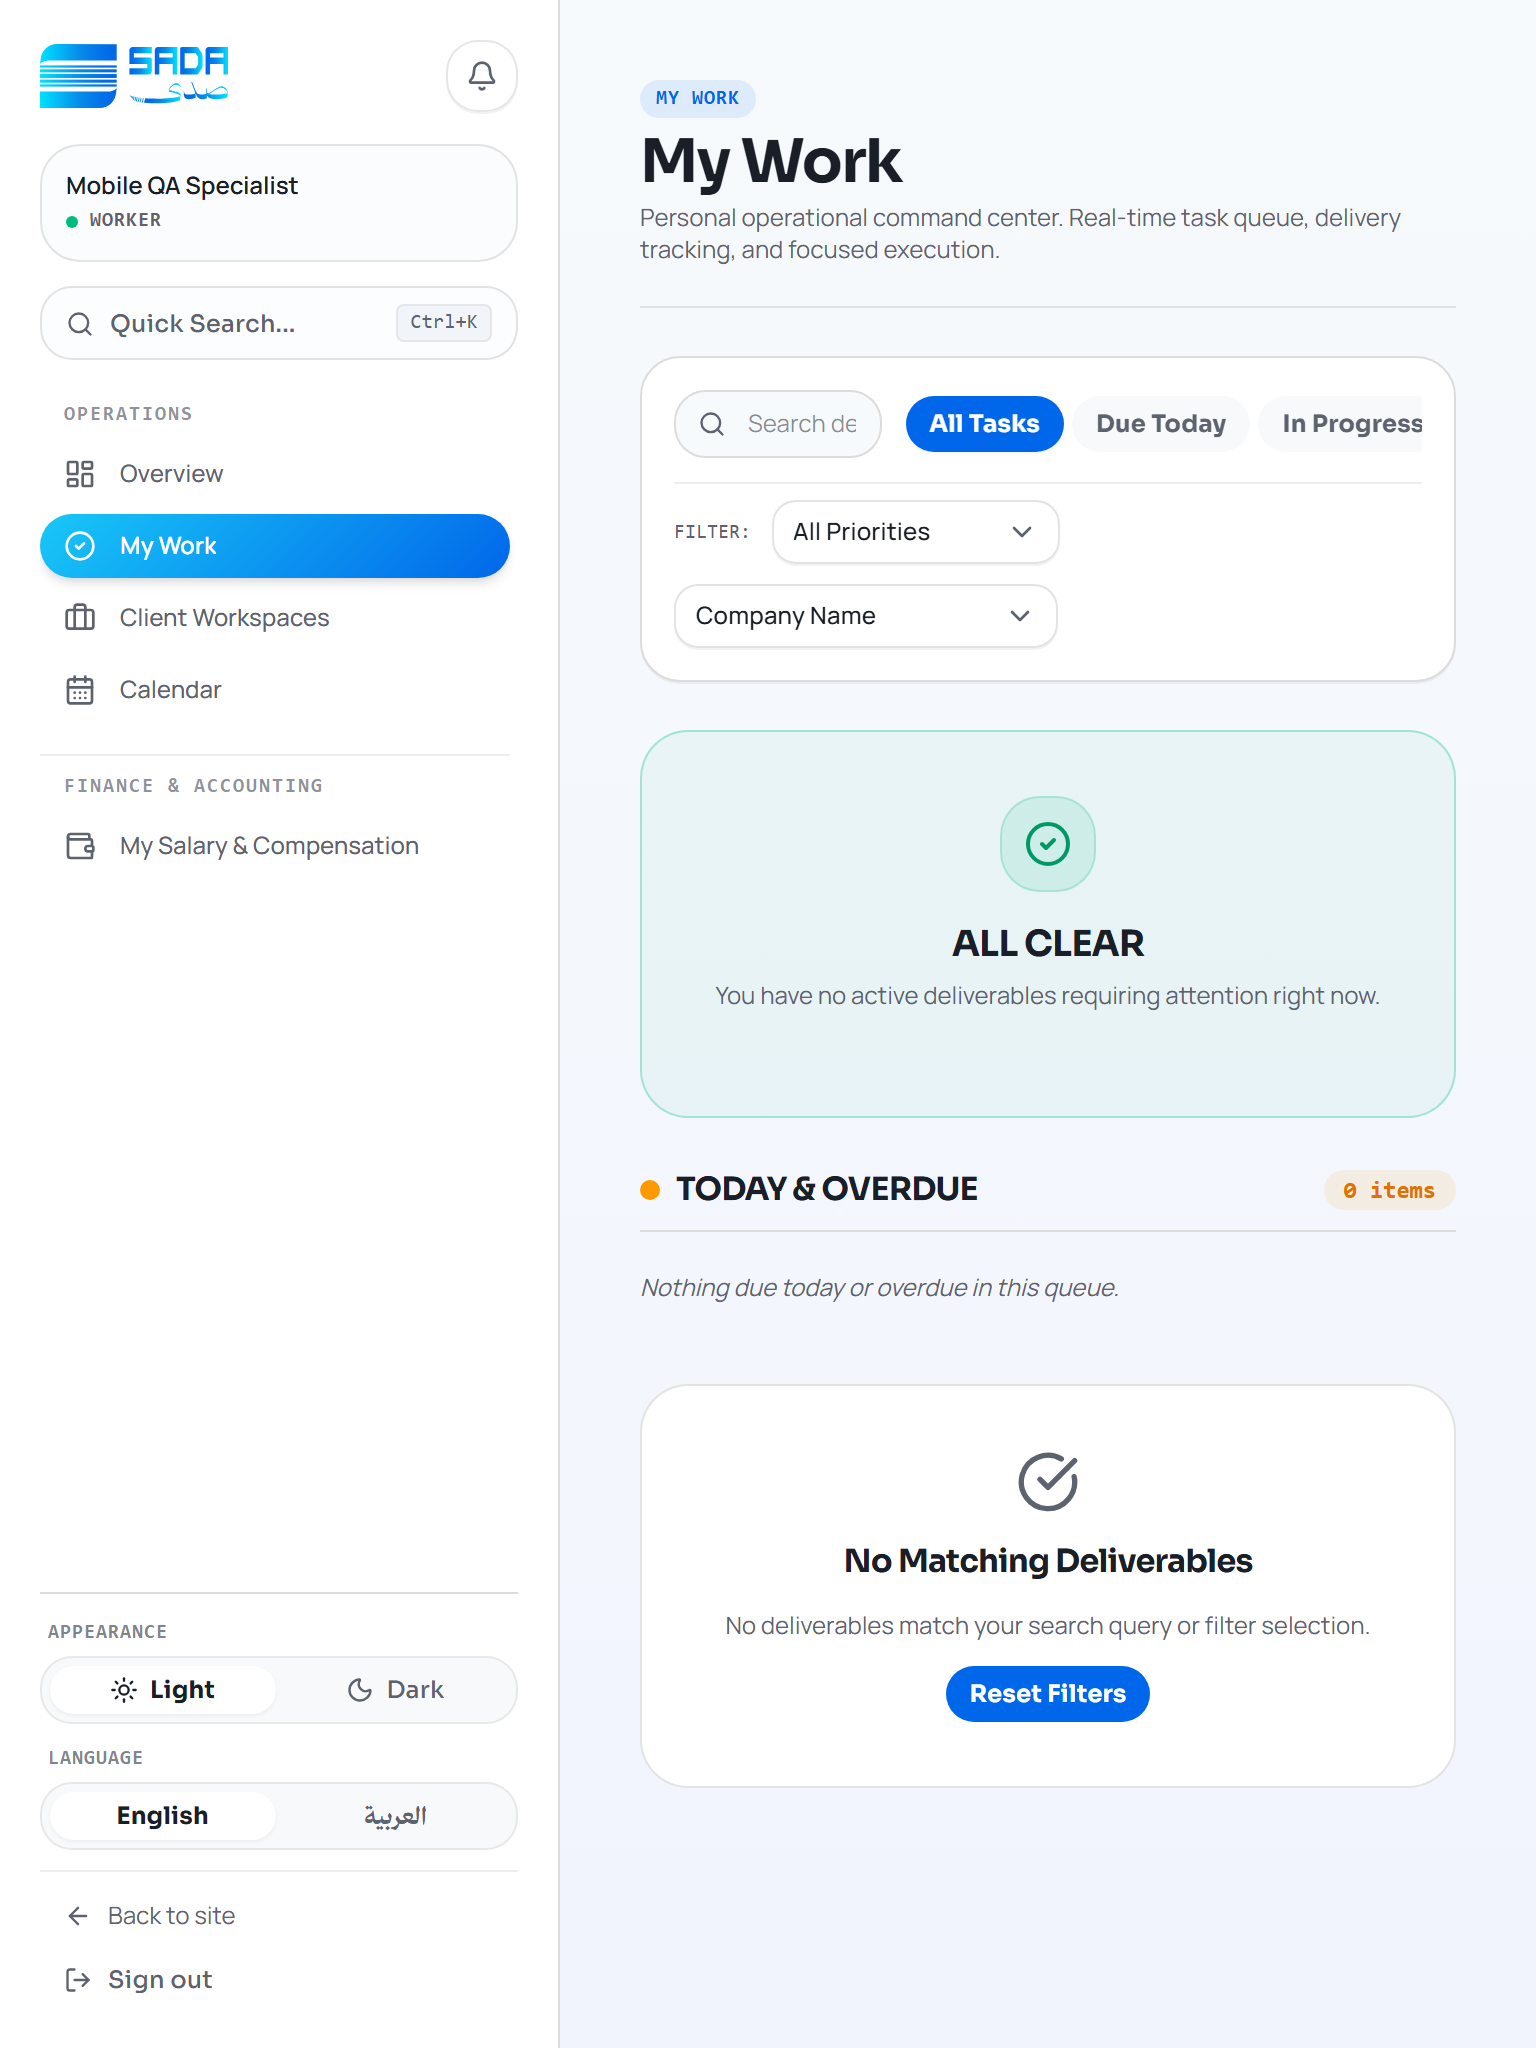 SADA
صدى
Mobile QA Specialist
WORKER
Quick Search...
Ctrl+K
OPERATIONS
Overview
My Work
Client Workspaces
Calendar
FINANCE & ACCOUNTING
My Salary & Compensation
APPEARANCE
Light
Dark
LANGUAGE
English
العربية
Back to site
Sign out
MY WORK
My Work
Personal operational command center. Real-time task queue, delivery
tracking, and focused execution.
Search de
All Tasks
Due Today
In Progress
FILTER:
All Priorities
Company Name
ALL CLEAR
You have no active deliverables requiring attention right now.
TODAY & OVERDUE
0 items
Nothing due today or overdue in this queue.
No Matching Deliverables
No deliverables match your search query or filter selection.
Reset Filters